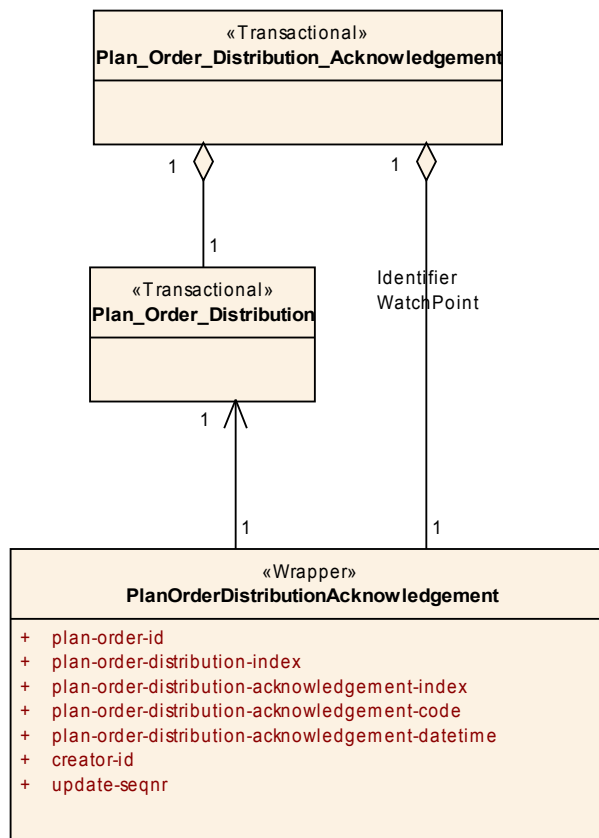 «Transactional»
Plan_Order_Distribution_Acknowledgement
1
1
1
«Transactional»
Plan_Order_Distribution
Identifier
WatchPoint
1
1
1
«Wrapper»
PlanOrderDistributionAcknowledgement
+ plan-order-id
+ plan-order-distribution-index
+ plan-order-distribution-acknowledgement-index
+ plan-order-distribution-acknowledgement-code
+ plan-order-distribution-acknowledgement-datetime
+ creator-id
+ update-seqnr